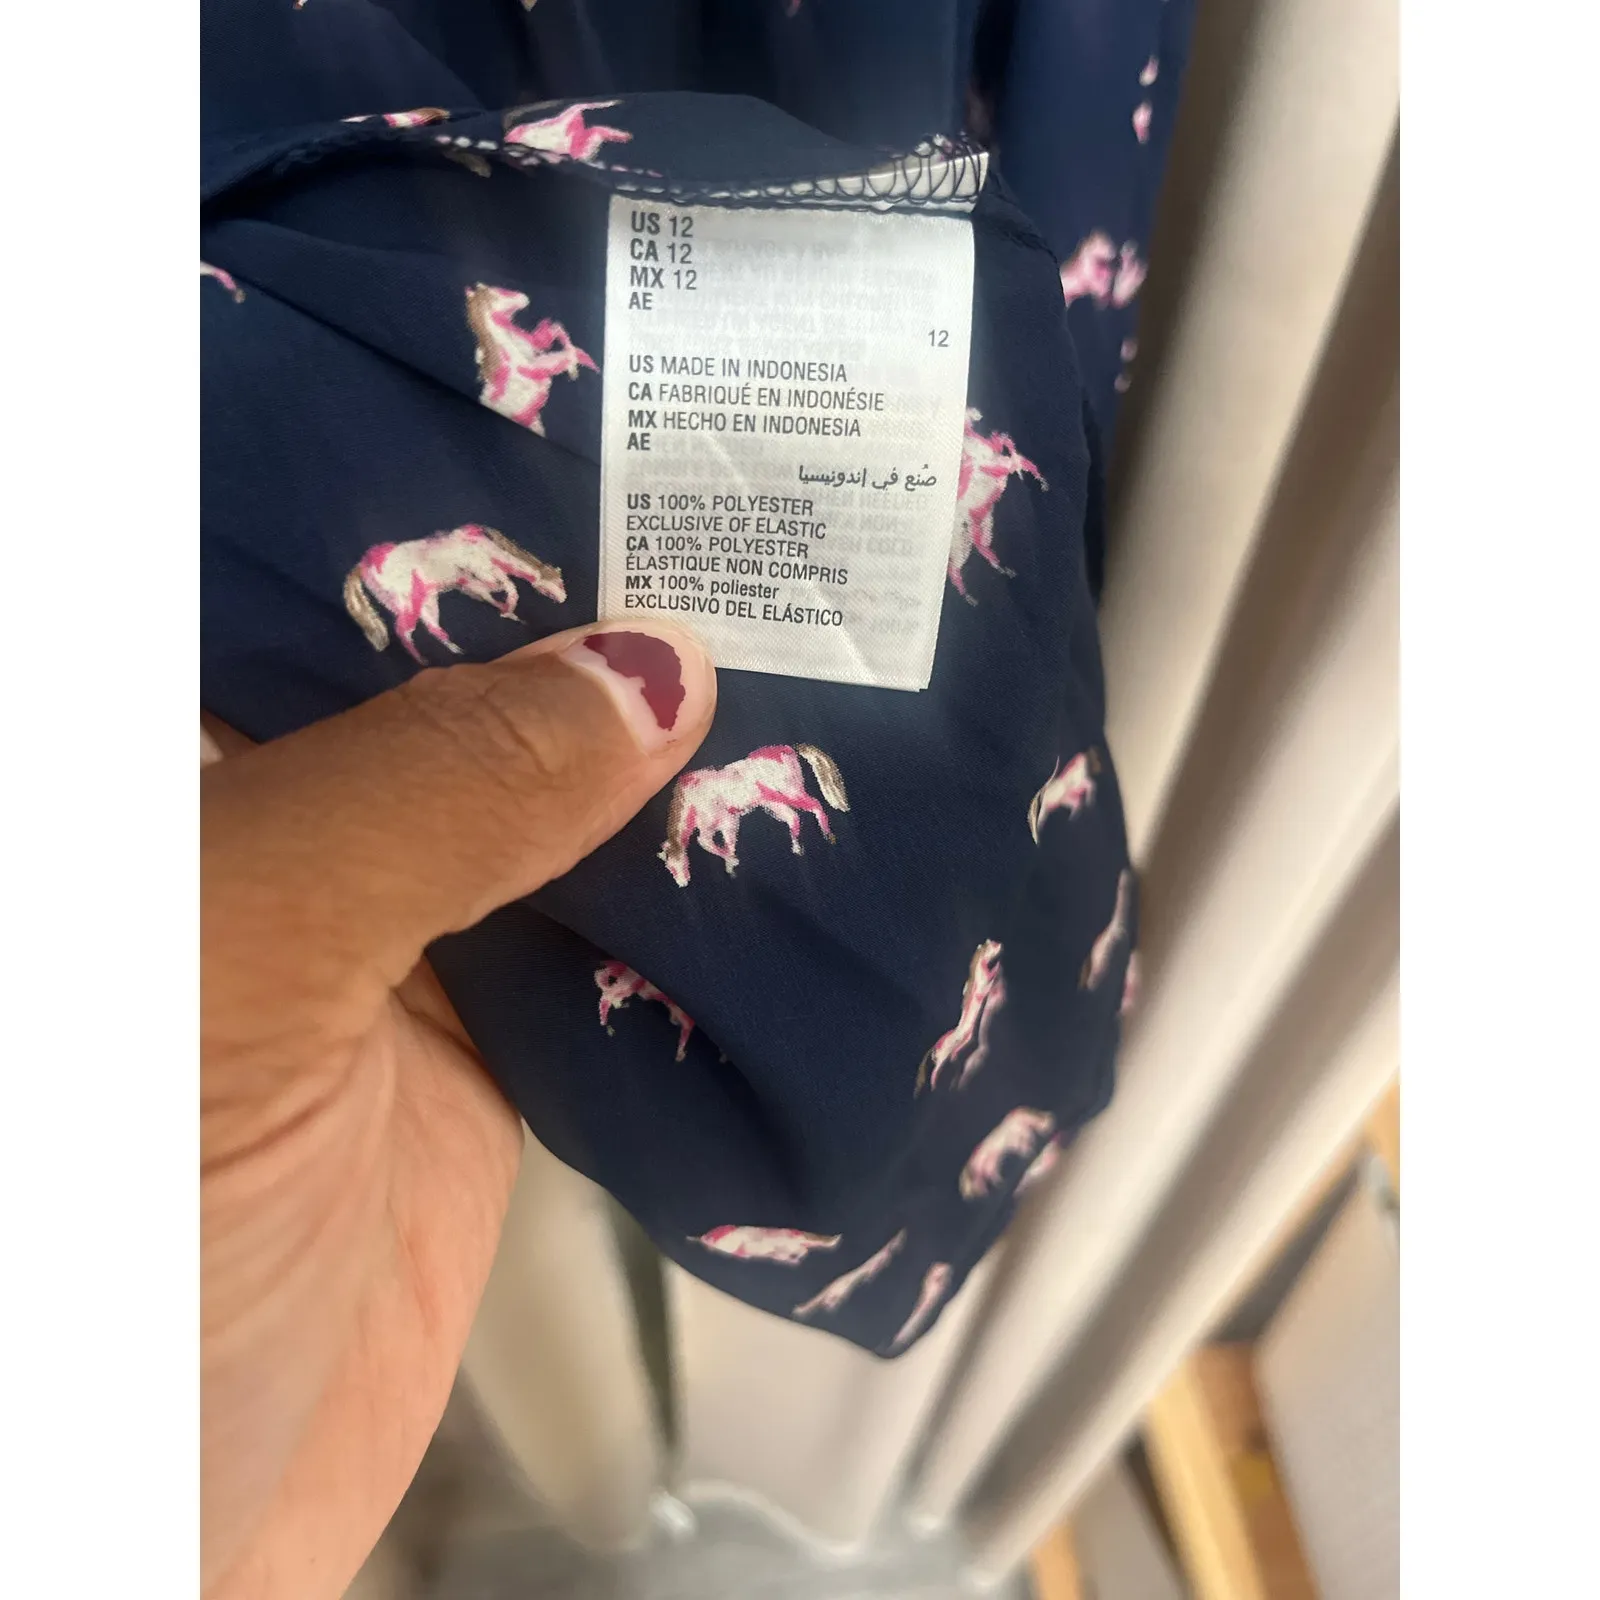 US 12
CA 12
MX 12
AE
12
US MADE IN INDONESIA
CA FABRIQUÉ EN INDONÉSIE
MX HECHO EN INDONESIA
AE
صُنع في إندونيسيا
US 100% POLYESTER
EXCLUSIVE OF ELASTIC
CA 100% POLYESTER
ÉLASTIQUE NON COMPRIS
MX 100% poliester
EXCLUSIVO DEL ELÁSTICO